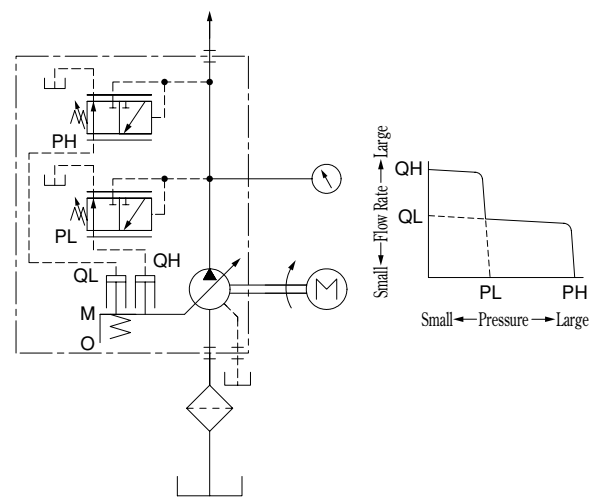 PH
PL
QL
QH
M
O
M
QH
QL
Small Flow Rate Large
PL
PH
Small Pressure Large